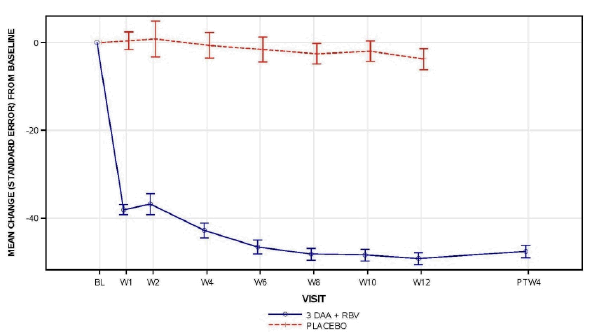 MEAN CHANGE (STANDARD ERROR) FROM BASELINE
0
-20
-40
BL W1 W2 W4 W6 W8 W10 W12 PTW4
VISIT
3 DAA + RBV
PLACEBO